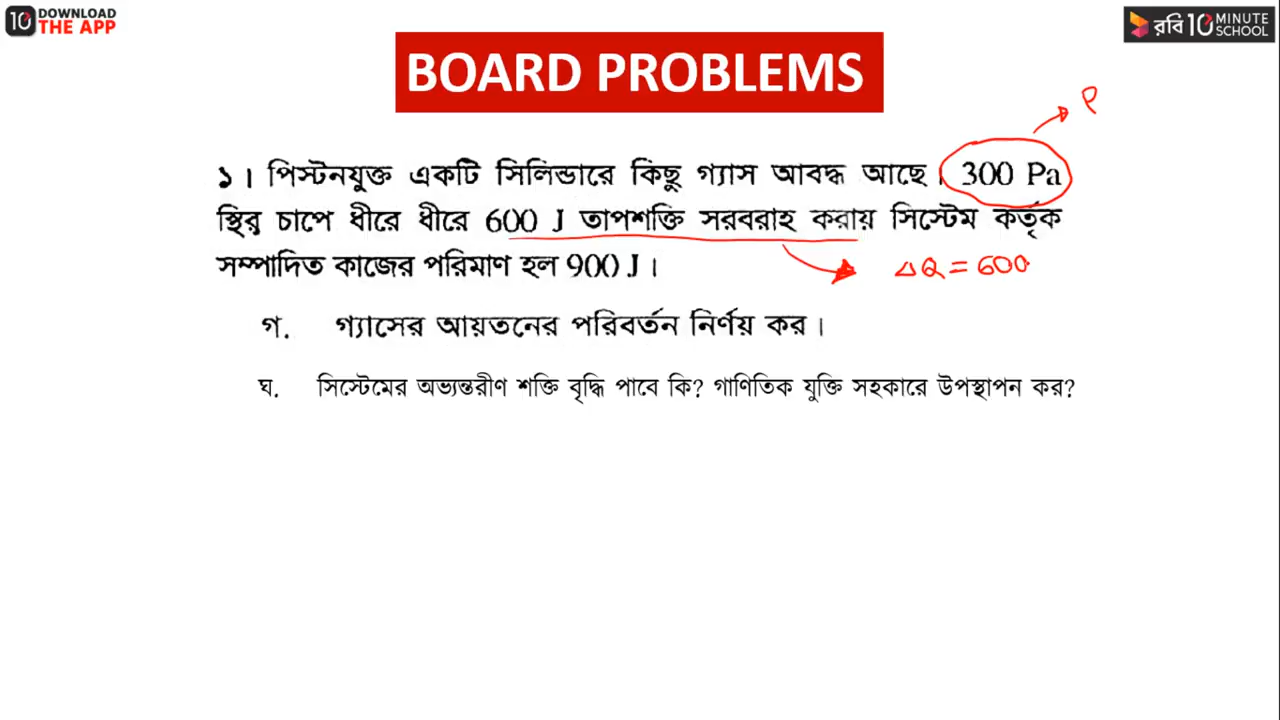 10 DOWNLOAD
THE APP
রবি 10 MINUTE
SCHOOL
BOARD PROBLEMS
P
১। পিস্টনযুক্ত একটি সিলিন্ডারে কিছু গ্যাস আবদ্ধ আছে। 300 Pa
স্থির চাপে ধীরে ধীরে 600 J তাপশক্তি সরবরাহ করায় সিস্টেম কর্তৃক
সম্পাদিত কাজের পরিমাণ হল 900 J।
ΔQ = 600
গ. গ্যাসের আয়তনের পরিবর্তন নির্ণয় কর।
ঘ. সিস্টেমের অভ্যন্তরীণ শক্তি বৃদ্ধি পাবে কি? গাণিতিক যুক্তি সহকারে উপস্থাপন কর?